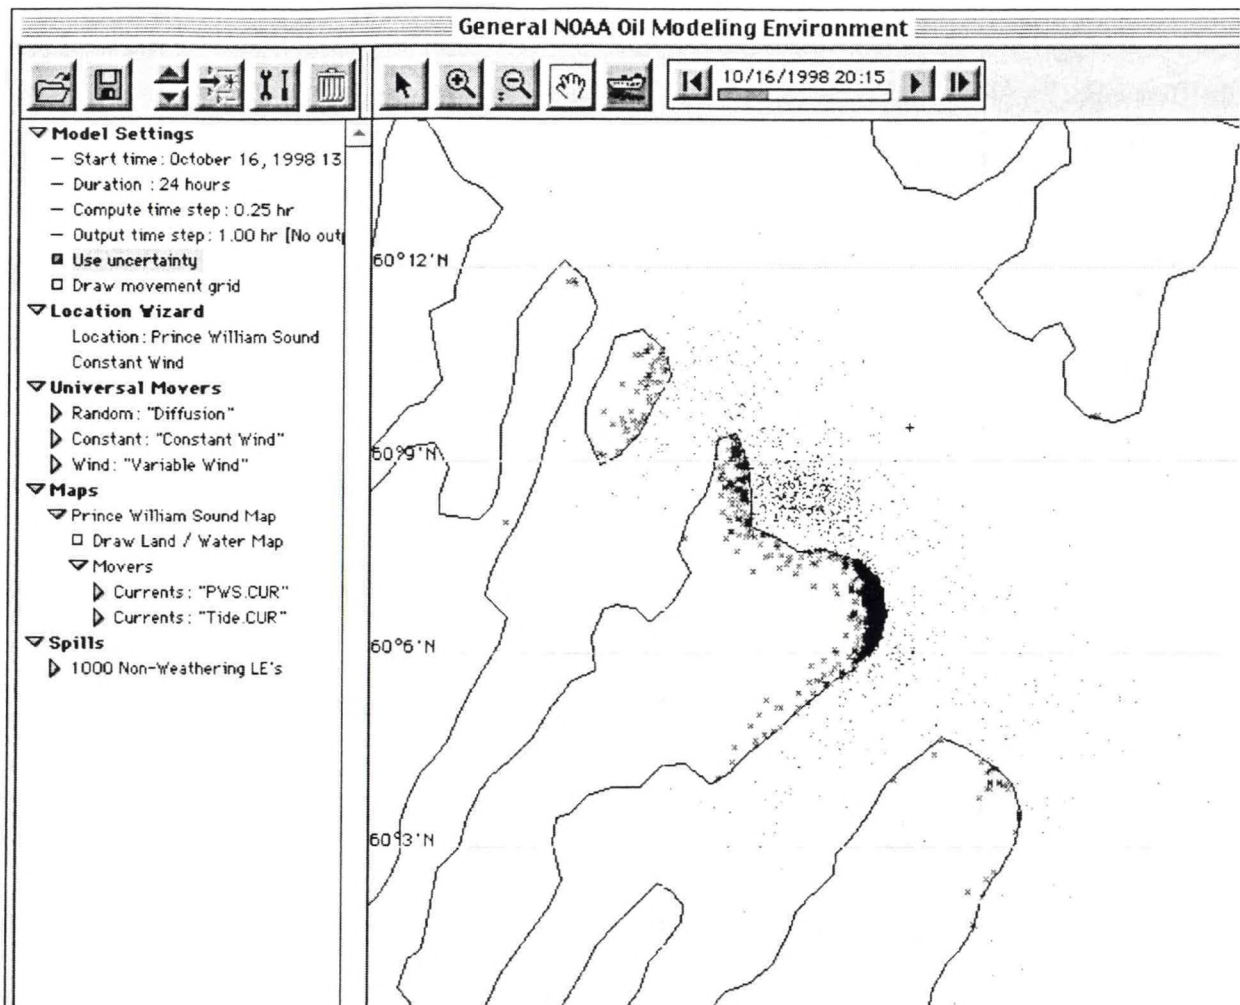 General NOAA Oil Modeling Environment
10/16/1998 20:15
Model Settings
Start time: October 16, 1998 13
Duration : 24 hours
Compute time step: 0.25 hr
Output time step: 1.00 hr [No out
Use uncertainty
Draw movement grid
Location Wizard
Location: Prince William Sound
Constant Wind
Universal Movers
Random: "Diffusion"
Constant: "Constant Wind"
Wind: "Variable Wind"
Maps
Prince William Sound Map
Draw Land / Water Map
Movers
Currents: "PWS.CUR"
Currents: "Tide.CUR"
Spills
1000 Non-Weathering LE's
60°12'N
60°9'N
60°6'N
60°3'N